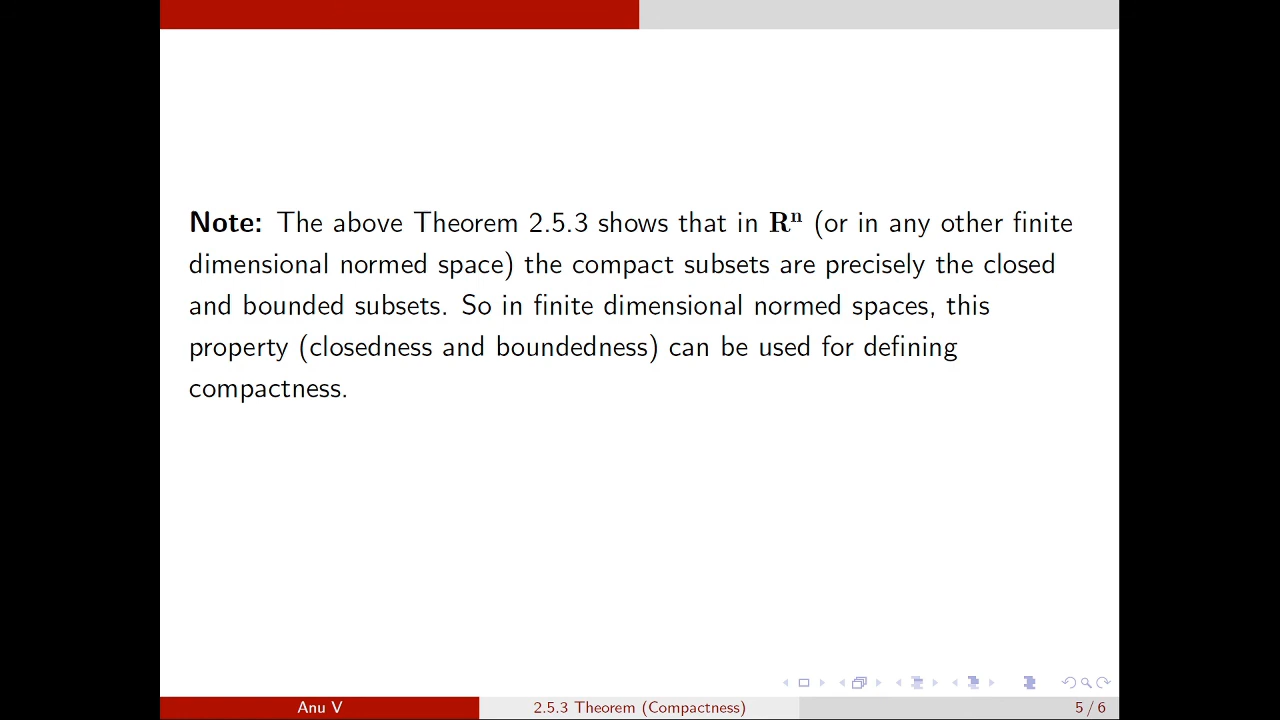 Note: The above Theorem 2.5.3 shows that in Rⁿ (or in any other finite
dimensional normed space) the compact subsets are precisely the closed
and bounded subsets. So in finite dimensional normed spaces, this
property (closedness and boundedness) can be used for defining
compactness.
Anu V
2.5.3 Theorem (Compactness)
5 / 6